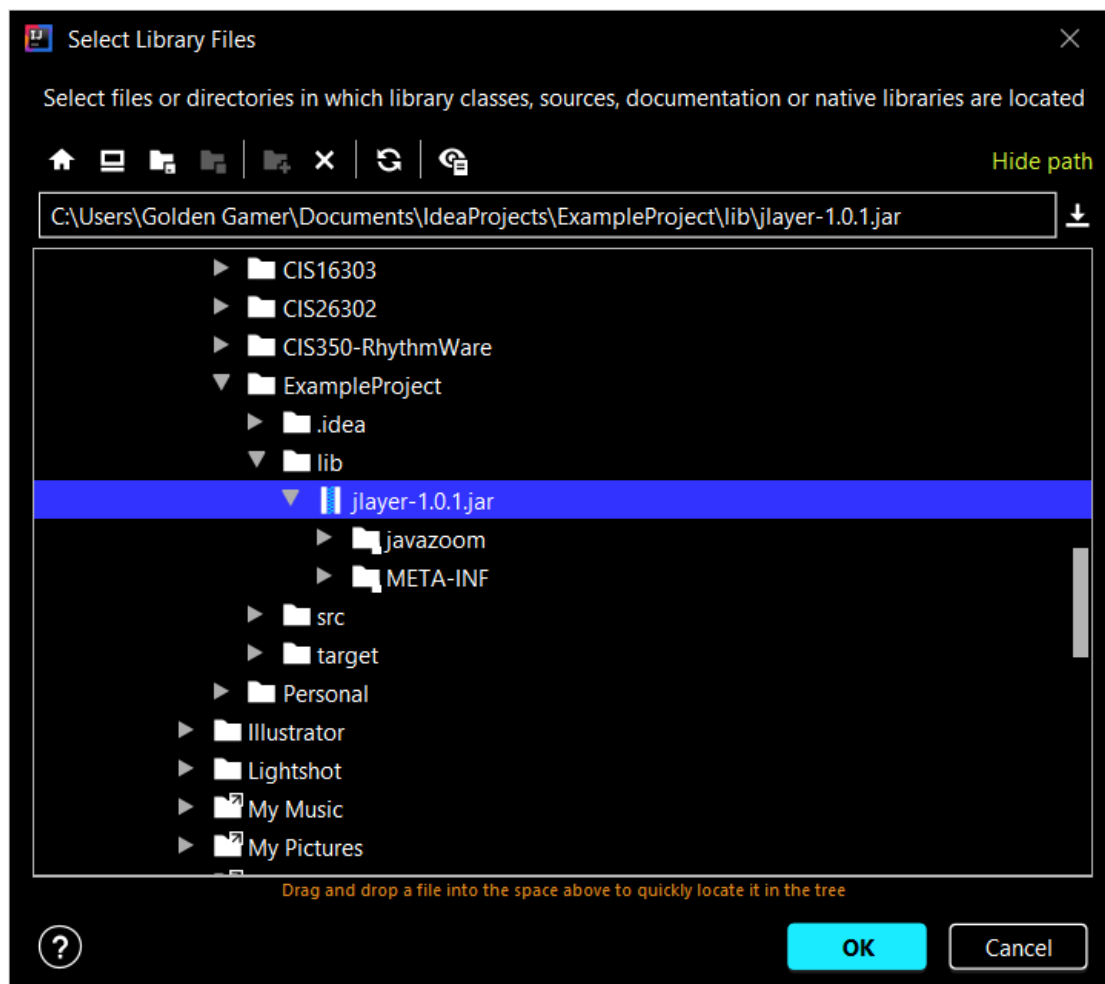 Select Library Files
Select files or directories in which library classes, sources, documentation or native libraries are located
Hide path
C:\Users\Golden Gamer\Documents\IdeaProjects\ExampleProject\lib\jlayer-1.0.1.jar
CIS16303
CIS26302
CIS350-RhythmWare
ExampleProject
.idea
lib
jlayer-1.0.1.jar
javazoom
META-INF
src
target
Personal
Illustrator
Lightshot
My Music
My Pictures
Drag and drop a file into the space above to quickly locate it in the tree
? OK Cancel